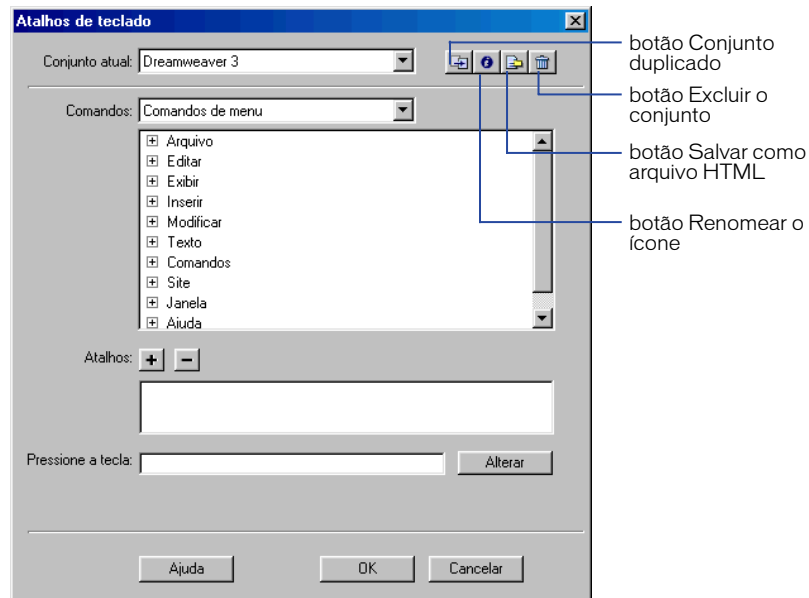 Atalhos de teclado
Conjunto atual: Dreamweaver 3
botão Conjunto
duplicado
botão Excluir o
conjunto
Comandos: Comandos de menu
Arquivo
Editar
Exibir
Inserir
Modificar
Texto
Comandos
Site
Janela
Ajuda
botão Salvar como
arquivo HTML
botão Renomear o
ícone
Atalhos:
Pressione a tecla:
Alterar
Ajuda
OK
Cancelar